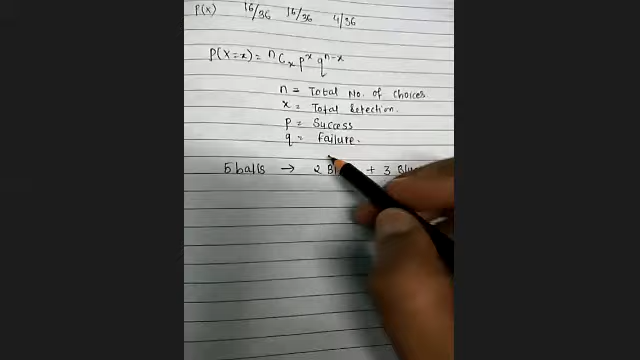 P(x) 16/36 16/36 4/36
P(X=x) = ⁿCₓ pˣ qⁿ⁻ˣ
n = Total No. of choices
x = Total
p = Success
q = Failure.
5 balls → 2 + 3